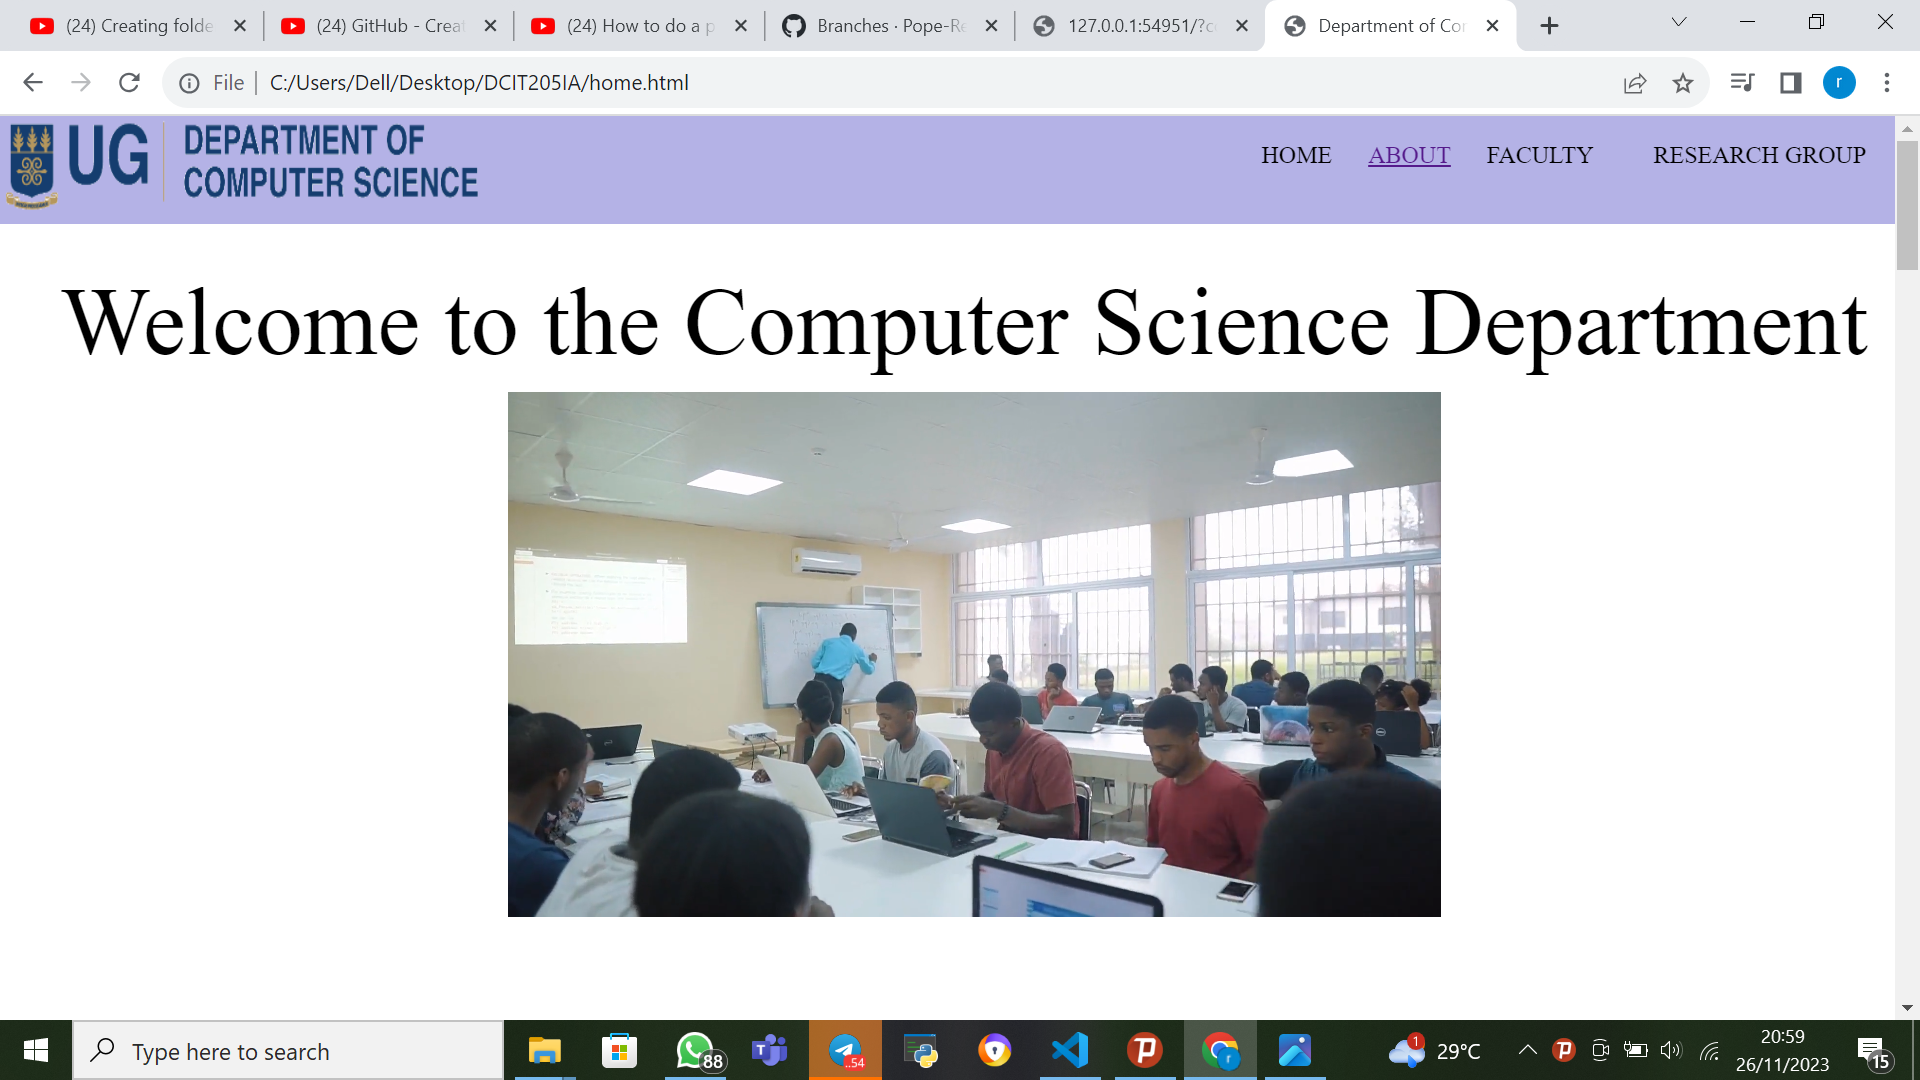 (24) Creating folde
(24) GitHub - Creat
(24) How to do a p
Branches · Pope-Re
127.0.0.1:54951/?c
Department of Cor
File
C:/Users/Dell/Desktop/DCIT205IA/home.html
r
UG
DEPARTMENT OF
COMPUTER SCIENCE
HOME
ABOUT
FACULTY
RESEARCH GROUP
Welcome to the Computer Science Department
Type here to search
88
..54
r
1
29°C
20:59
26/11/2023
15